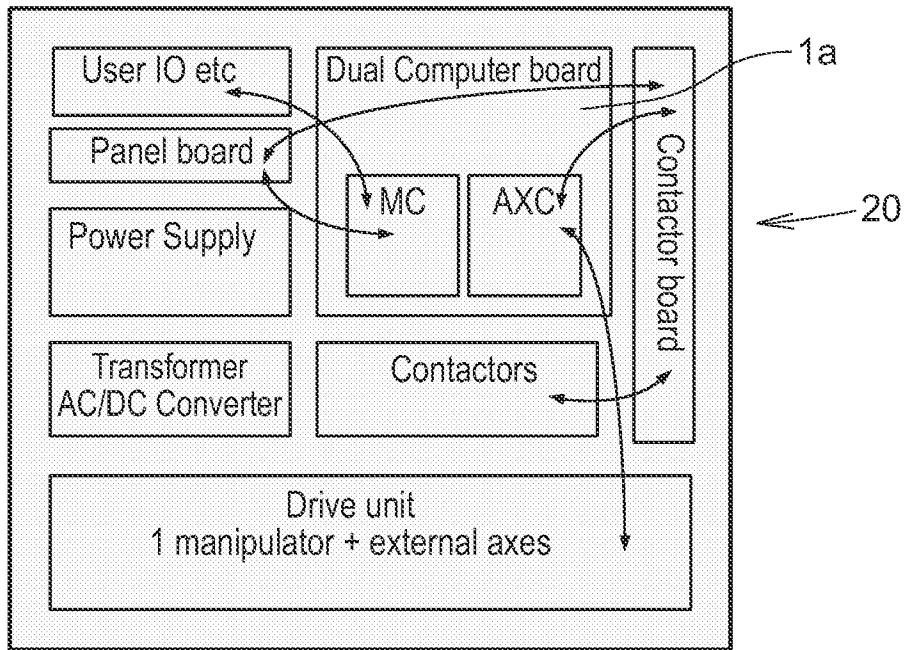 User IO etc
Dual Computer board
1a
Panel board
MC
AXC
Contactor board
20
Power Supply
Transformer
AC/DC Converter
Contactors
Drive unit
1 manipulator + external axes